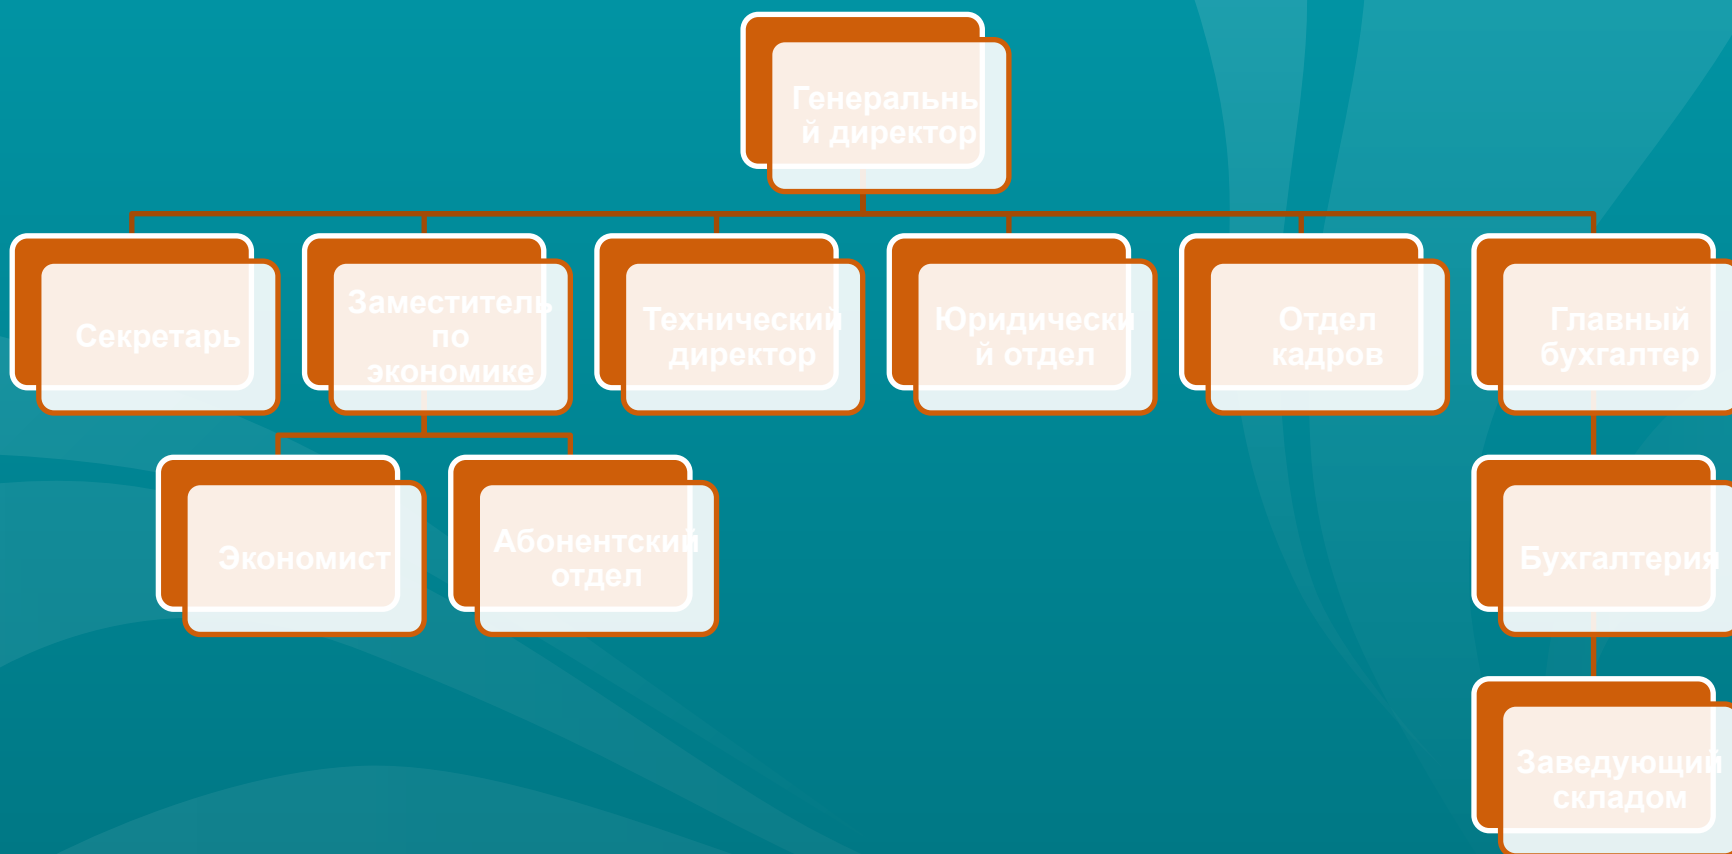 Генеральны
й директор
Секретарь
Заместитель
по
экономике
Технический
директор
Юридически
й отдел
Отдел
кадров
Главный
бухгалтер
Экономист
Абонентский
отдел
Бухгалтерия
Заведующий
складом